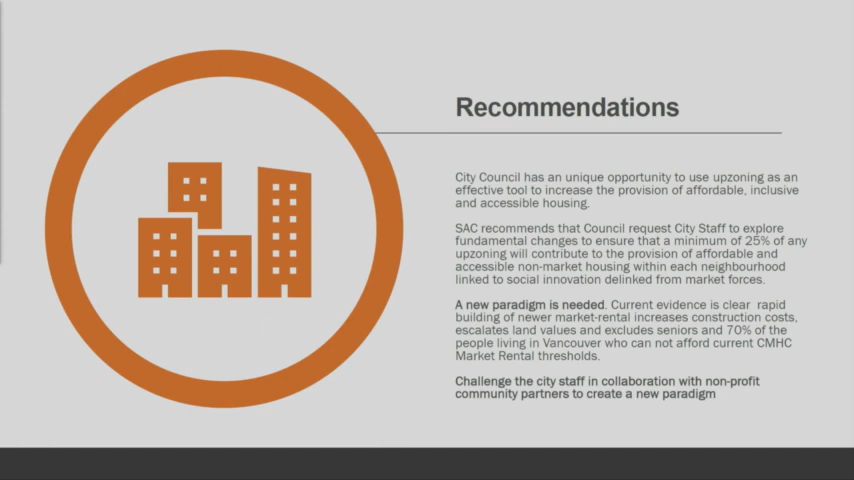 Recommendations
City Council has an unique opportunity to use upzoning as an
effective tool to increase the provision of affordable, inclusive
and accessible housing.
SAC recommends that Council request City Staff to explore
fundamental changes to ensure that a minimum of 25% of any
upzoning will contribute to the provision of affordable and
accessible non-market housing within each neighbourhood
linked to social innovation delinked from market forces.
A new paradigm is needed. Current evidence is clear rapid
building of newer market-rental increases construction costs,
escalates land values and excludes seniors and 70% of the
people living in Vancouver who can not afford current CMHC
Market Rental thresholds.
Challenge the city staff in collaboration with non-profit
community partners to create a new paradigm